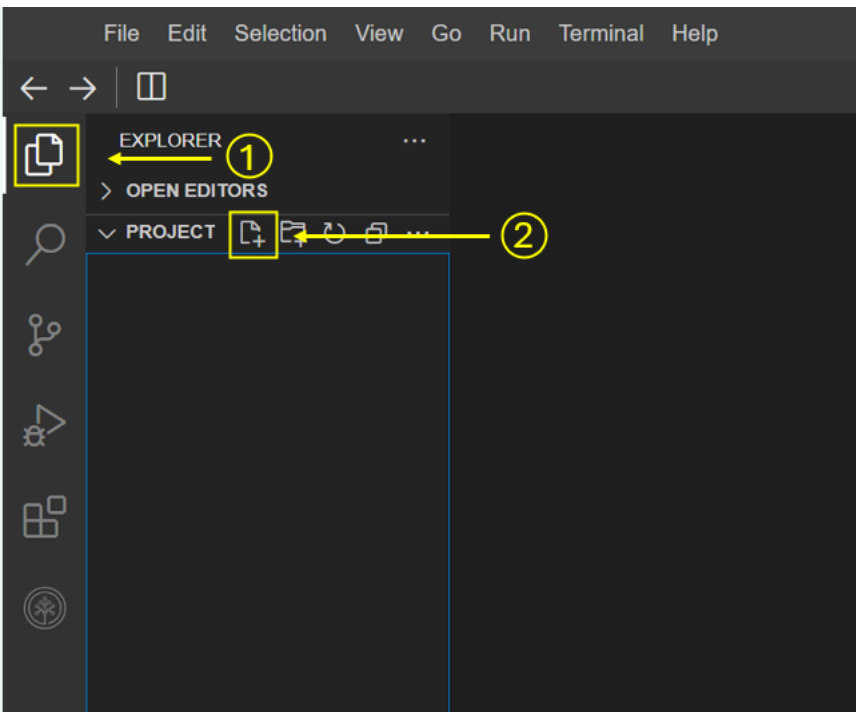 File Edit Selection View Go Run Terminal Help
EXPLORER ...
1
OPEN EDITORS
PROJECT ...
2